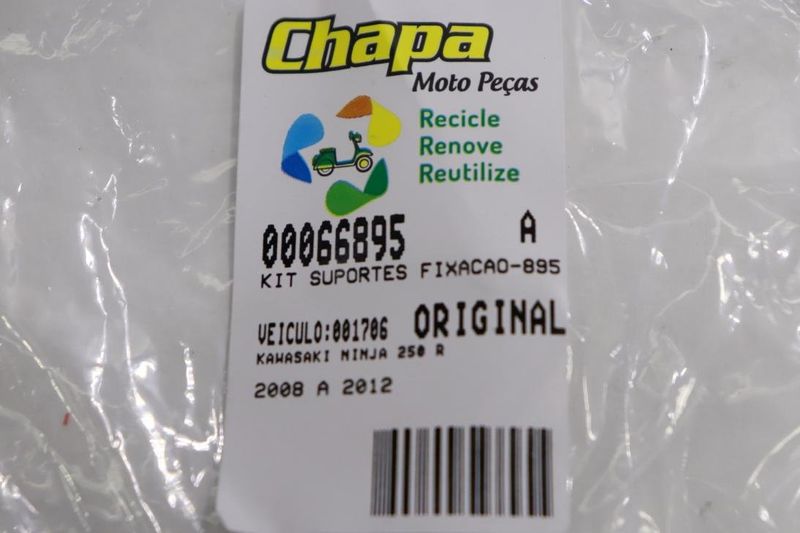 Chapa
Moto Peças
Recicle
Renove
Reutilize
00066895 A
KIT SUPORTES FIXACAO-895
VEICULO:001706 ORIGINAL
KAWASAKI NINJA 250 R
2008 A 2012